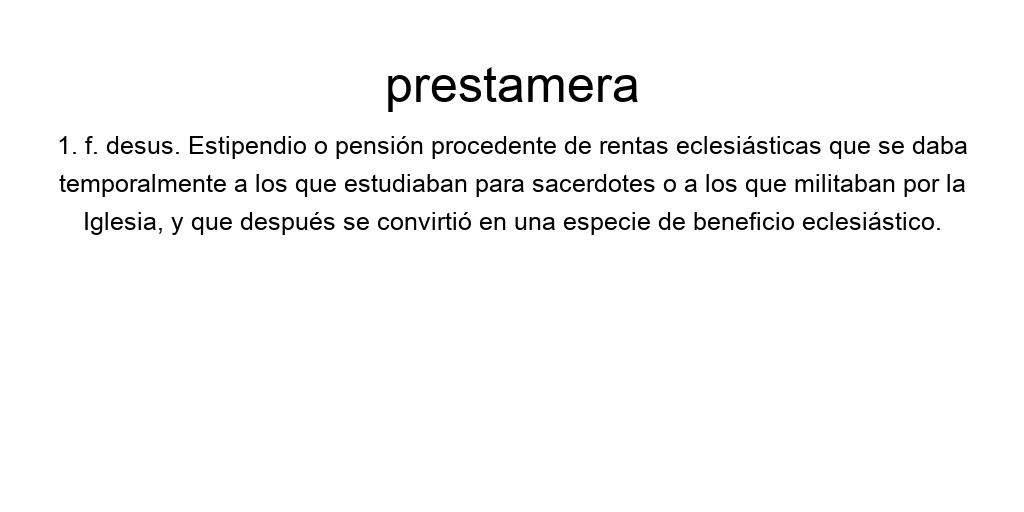 prestamera
1. f. desus. Estipendio o pensión procedente de rentas eclesiásticas que se daba
temporalmente a los que estudiaban para sacerdotes o a los que militaban por la
Iglesia, y que después se convirtió en una especie de beneficio eclesiástico.